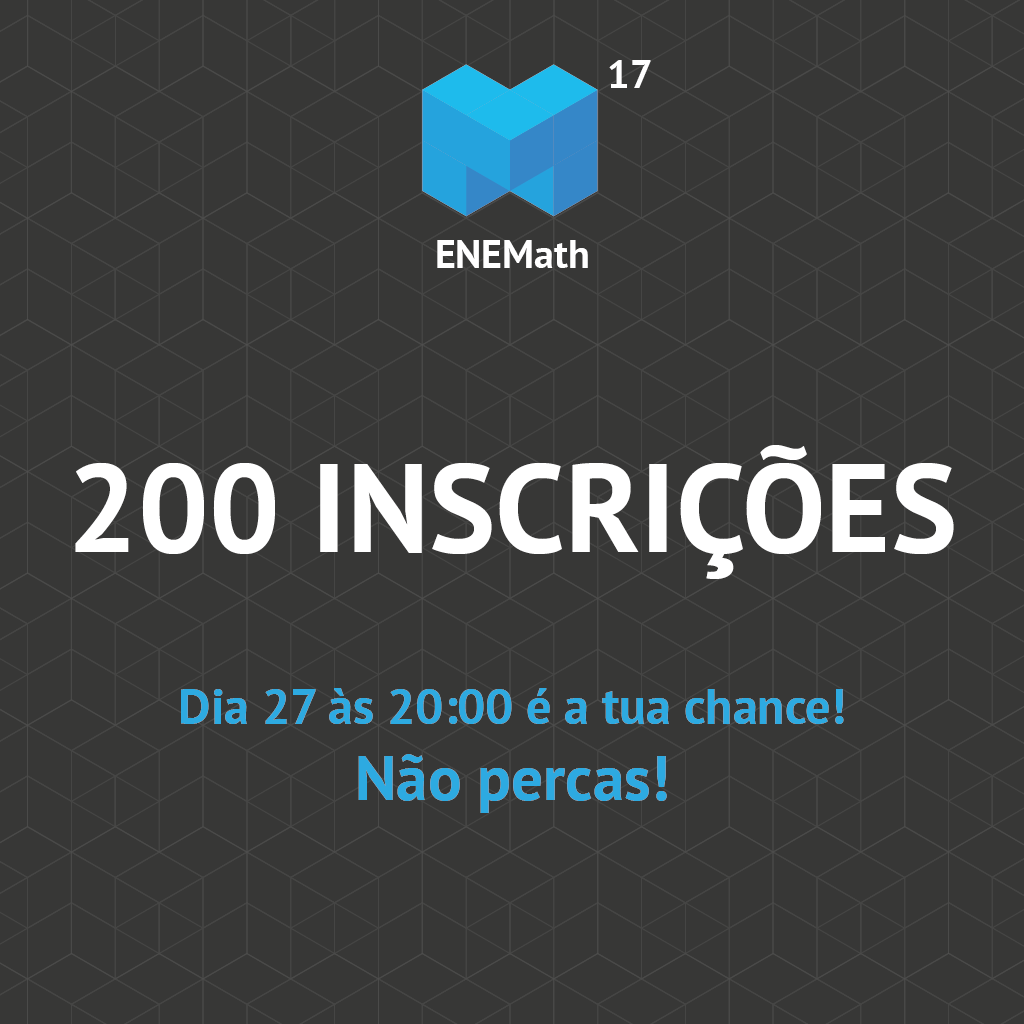 17
ENEMath
200 INSCRIÇÕES
Dia 27 às 20:00 é a tua chance!
Não percas!